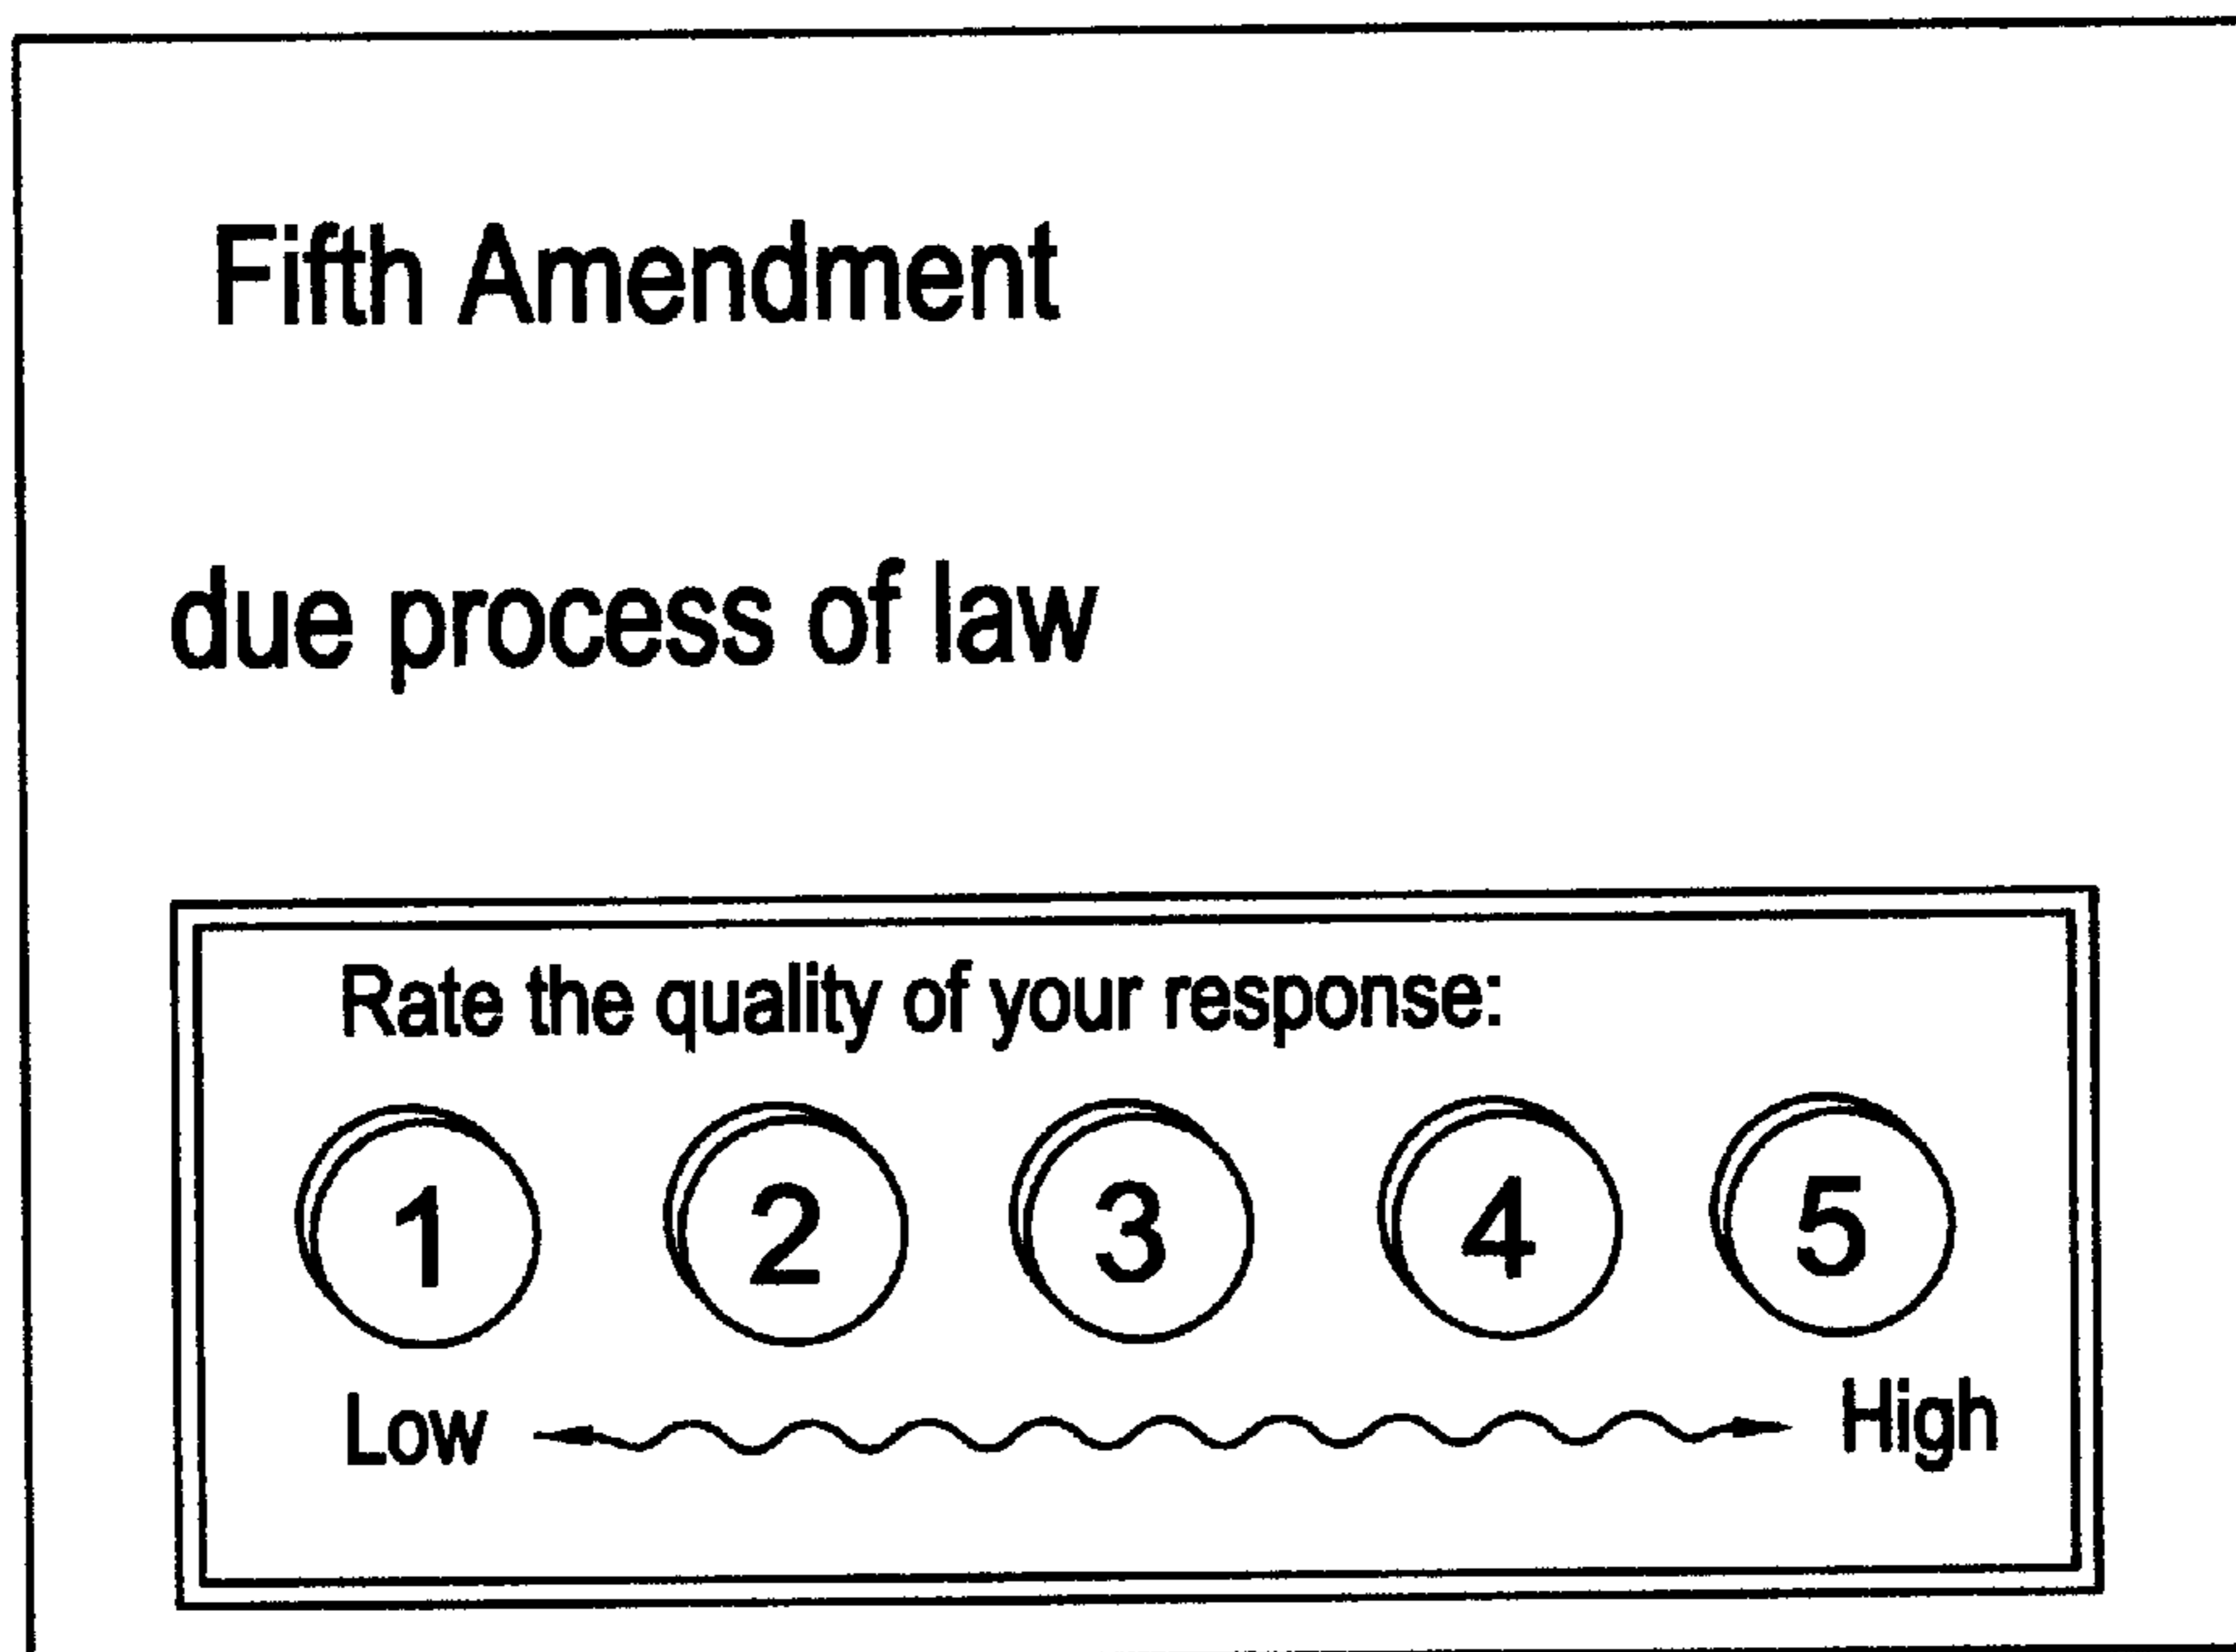 Fifth Amendment
due process of law
Rate the quality of your response:
1 2 3 4 5
Low High